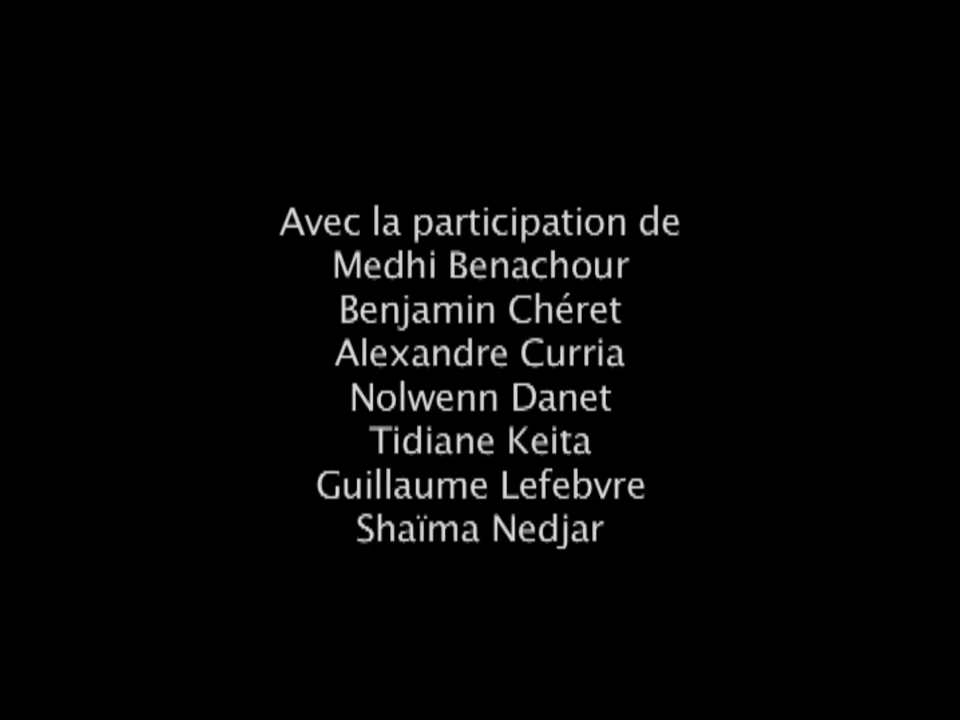 Avec la participation de
Medhi Benachour
Benjamin Chéret
Alexandre Curria
Nolwenn Danet
Tidiane Keita
Guillaume Lefebvre
Shaïma Nedjar